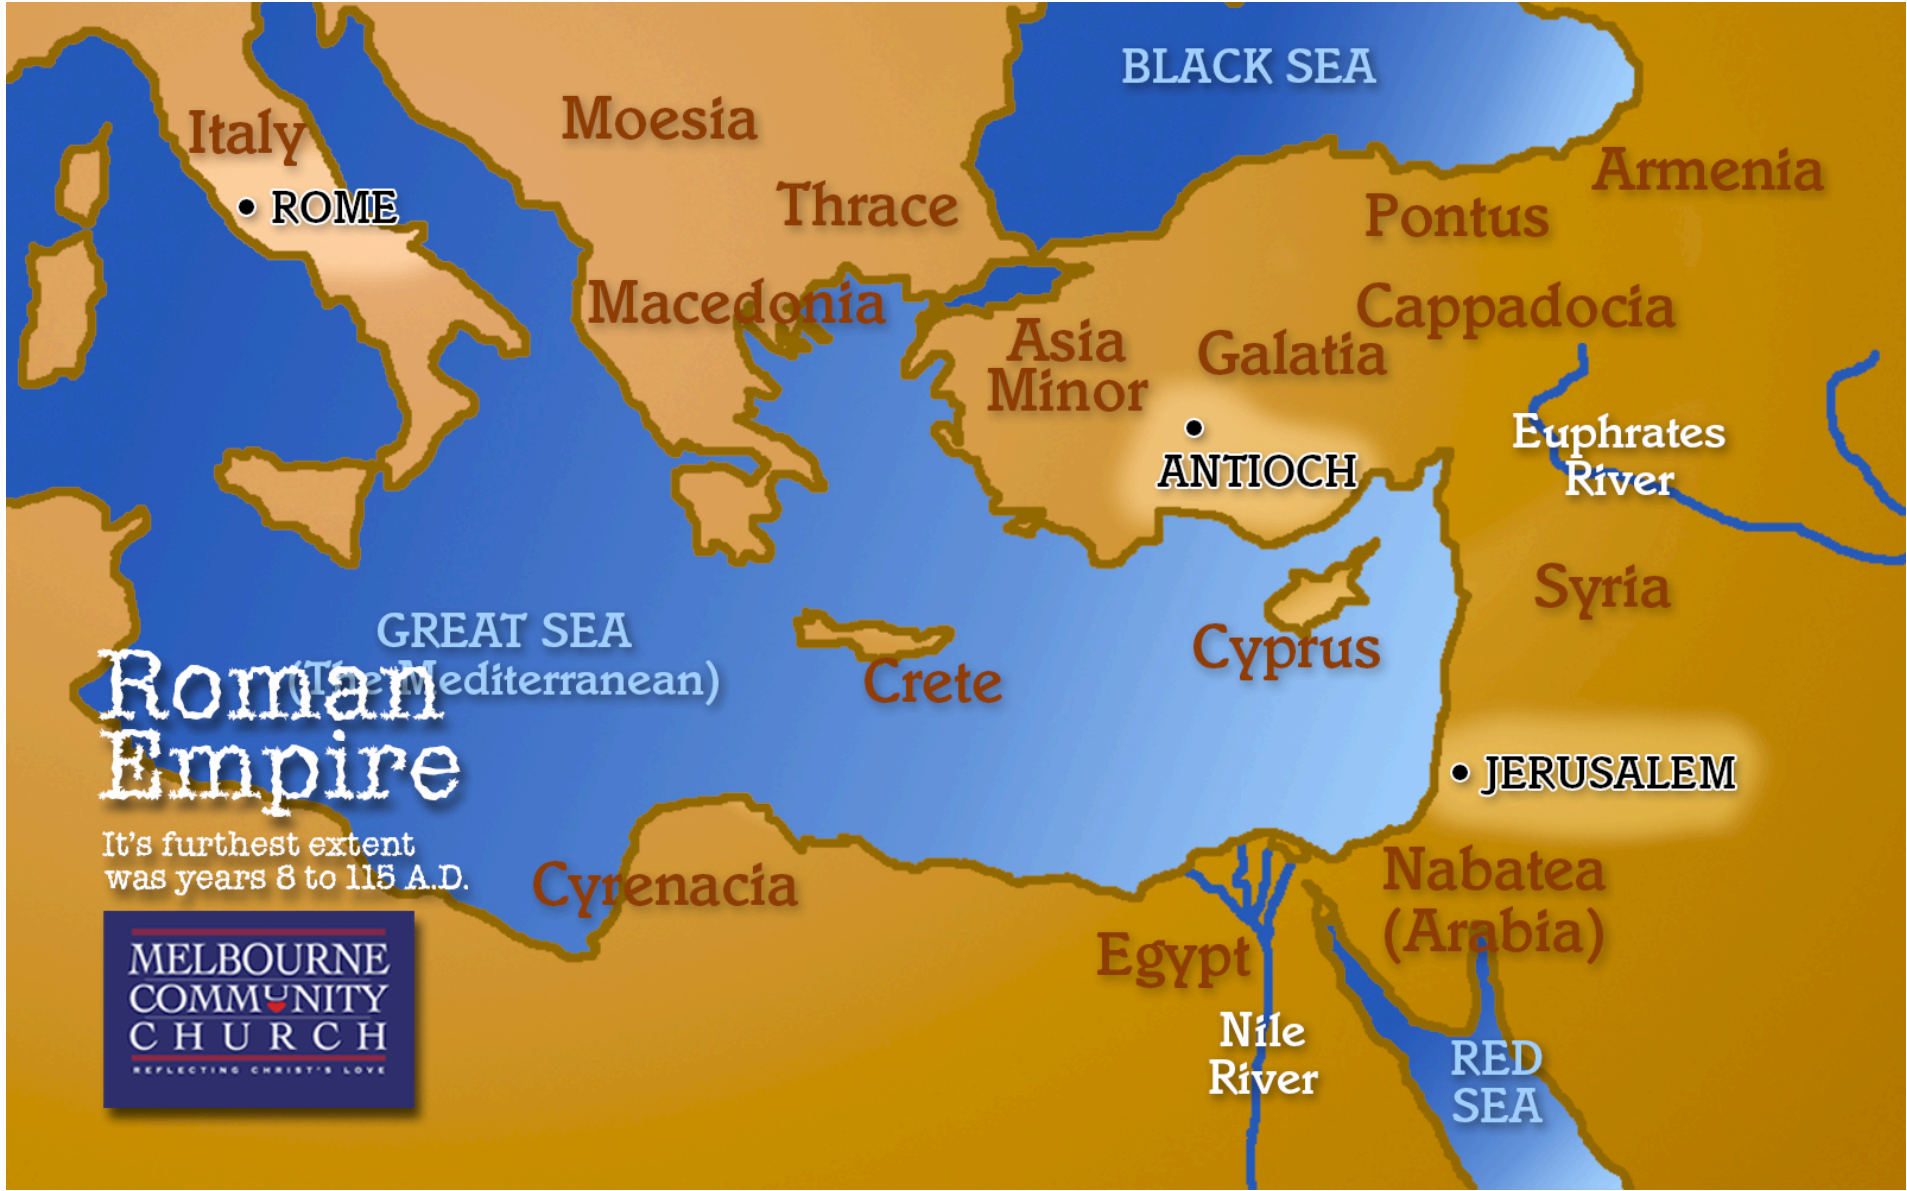 BLACK SEA
Italy
Moesia
Armenia
ROME
Thrace
Pontus
Macedonia
Cappadocia
Asia
Minor
Galatia
ANTIOCH
Euphrates
River
Syria
GREAT SEA
(The Mediterranean)
Cyprus
Crete
Roman
Empire
It's furthest extent
was years 8 to 115 A.D.
JERUSALEM
Cyrenacia
Nabatea
(Arabia)
Egypt
Nile
River
RED
SEA
MELBOURNE
COMMUNITY
CHURCH
REFLECTING CHRIST'S LOVE